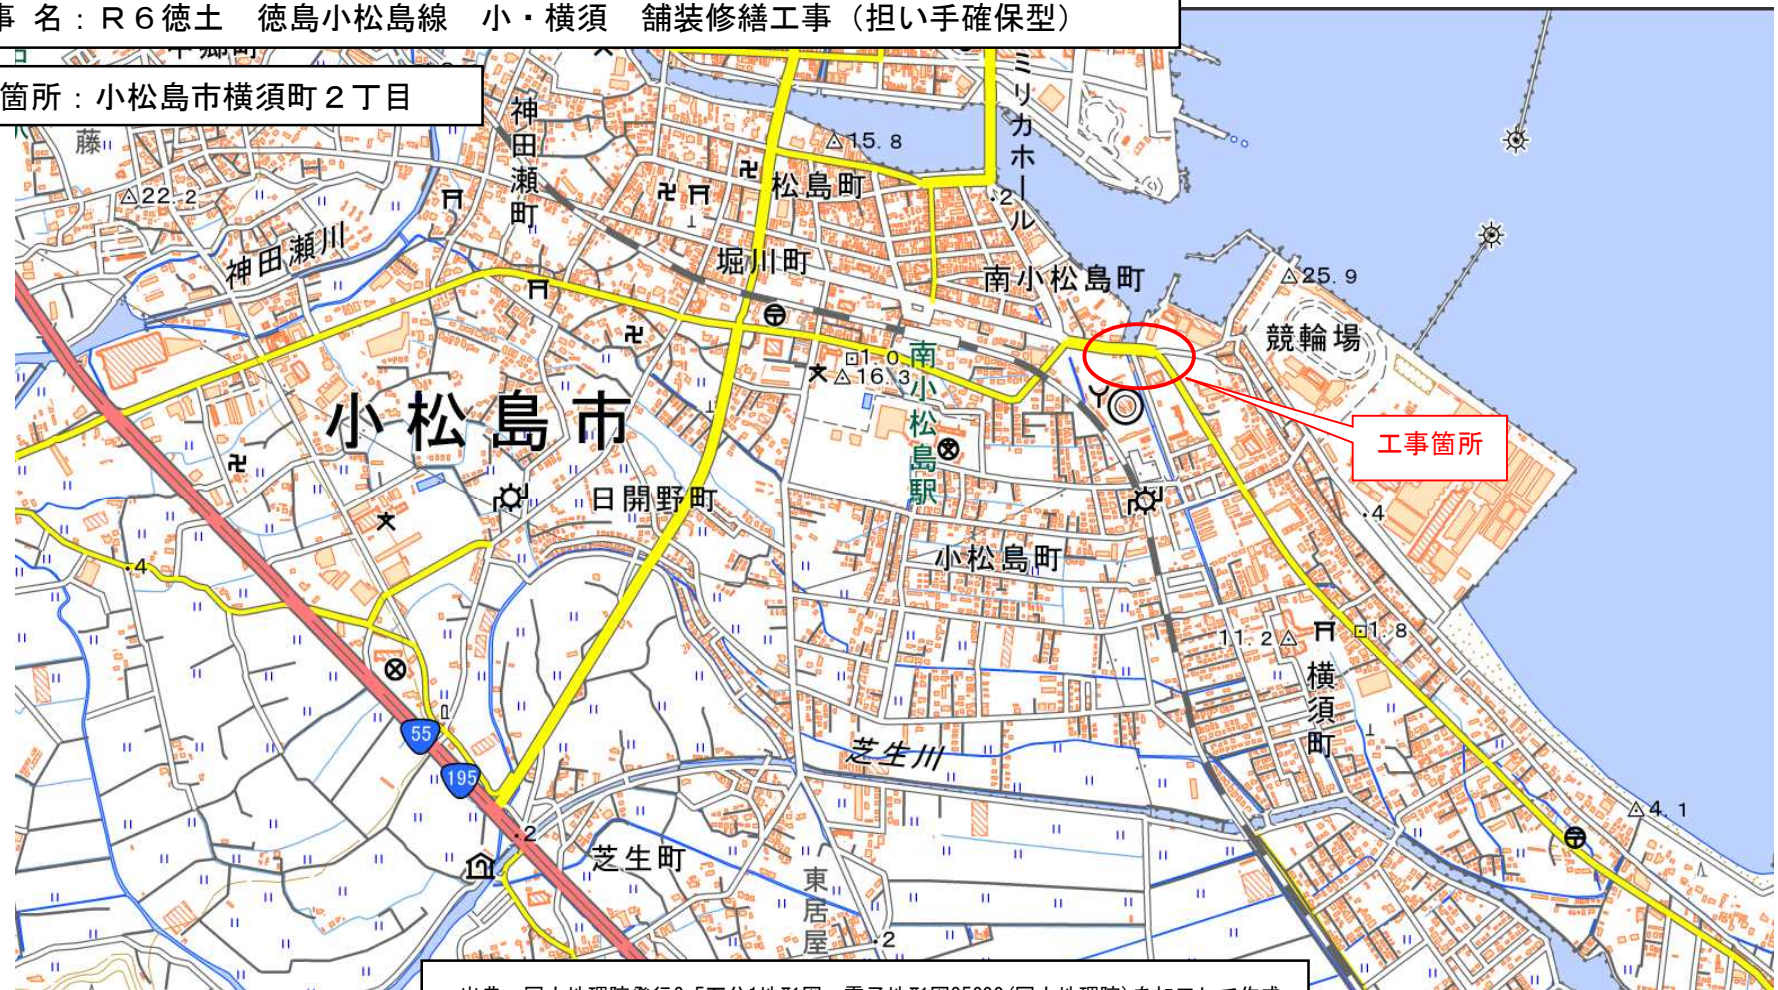 事 名：Ｒ６徳土　徳島小松島線　小・横須　舗装修繕工事（担い手確保型）
箇所：小松島市横須町２丁目
中郷町
藤
神田瀬町
ミリカホール
15.8
22.2
松島町
.2
神田瀬川
堀川町
南小松島町
25.9
競輪場
1.0
16.3
南小松島駅
小松島市
工事箇所
日開野町
.4
.4
小松島町
11.2
1.8
横須町
55
195
芝生川
4.1
.2
芝生町
東居屋
.2